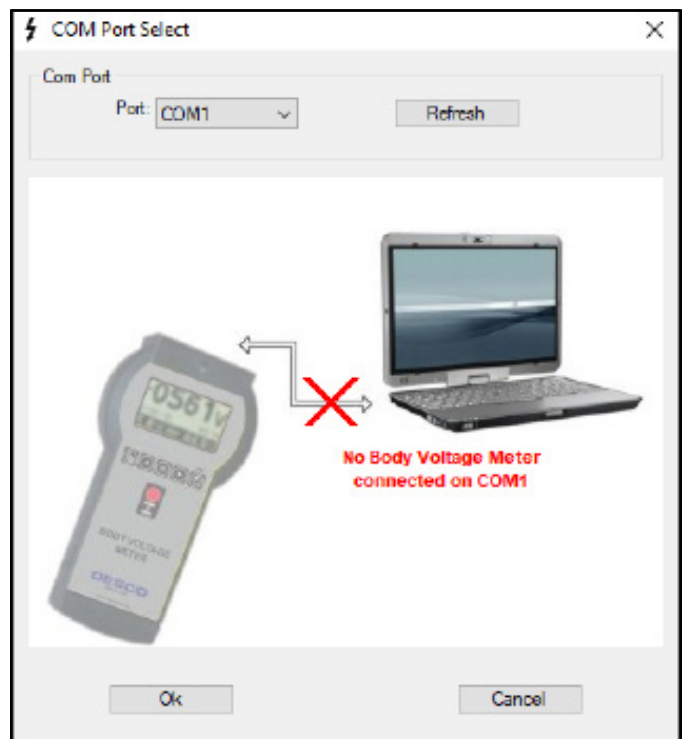 COM Port Select
Com Port
Port: COM1
Refresh
0561V
No Body Voltage Meter
connected on COM1
BODY VOLTAGE
METER
DESCO
Ok
Cancel